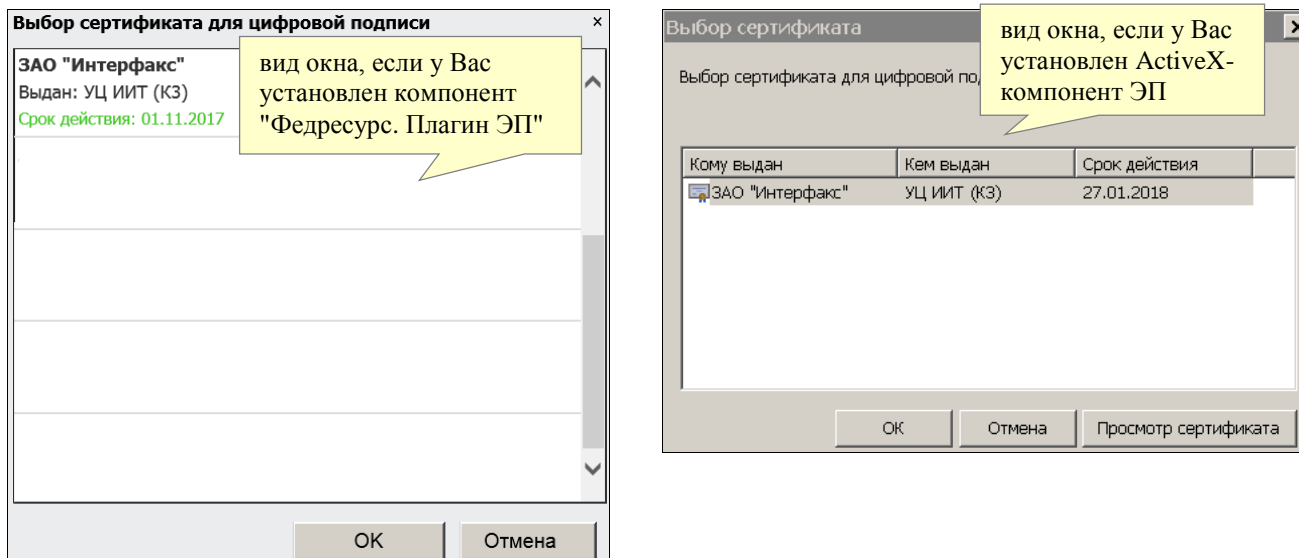 Выбор сертификата для цифровой подписи
ЗАО "Интерфакс"
Выдан: УЦ ИИТ (К3)
Срок действия: 01.11.2017
вид окна, если у Вас
установлен компонент
"Федресурс. Плагин ЭП"
OK
Отмена
Выбор сертификата
вид окна, если у Вас
установлен ActiveX-
компонент ЭП
Выбор сертификата для цифровой
Кому выдан
Кем выдан
Срок действия
ЗАО "Интерфакс"
УЦ ИИТ (К3)
27.01.2018
ОК
Отмена
Просмотр сертификата